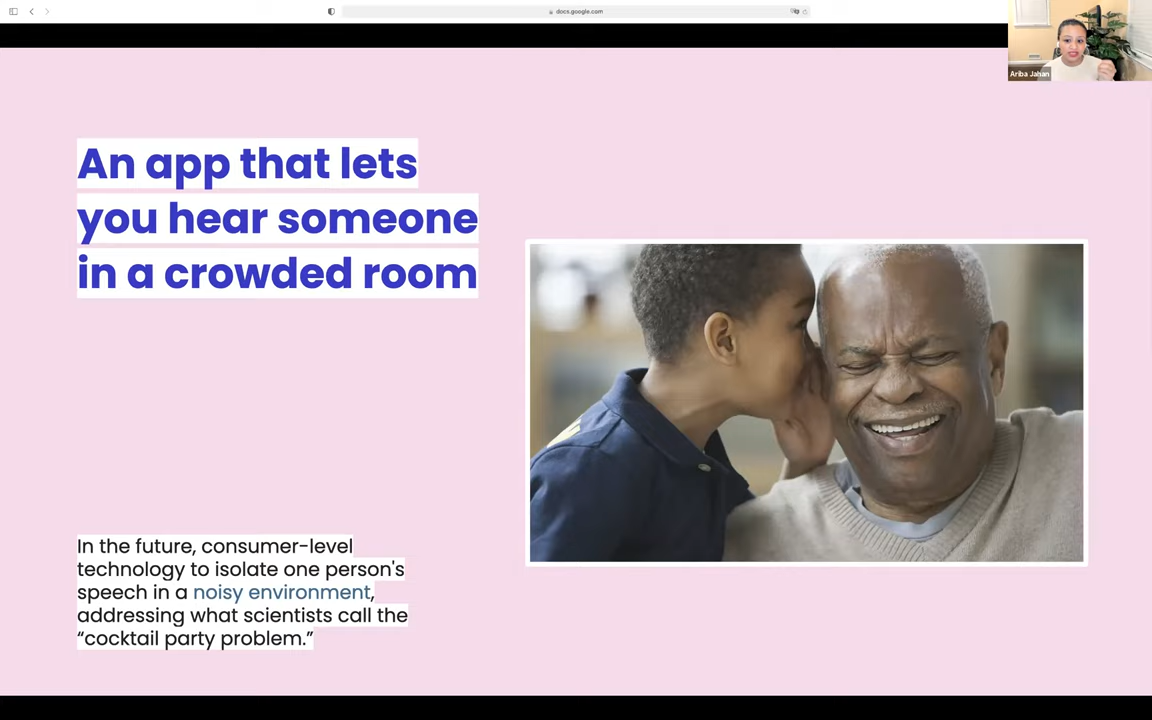 docs.google.com
Ariba Jahan
An app that lets
you hear someone
in a crowded room
In the future, consumer-level
technology to isolate one person's
speech in a noisy environment,
addressing what scientists call the
“cocktail party problem.”